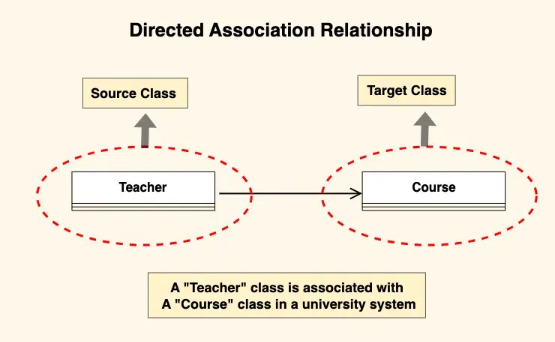 Directed Association Relationship
Source Class
Target Class
Teacher
Course
A "Teacher" class is associated with
A "Course" class in a university system